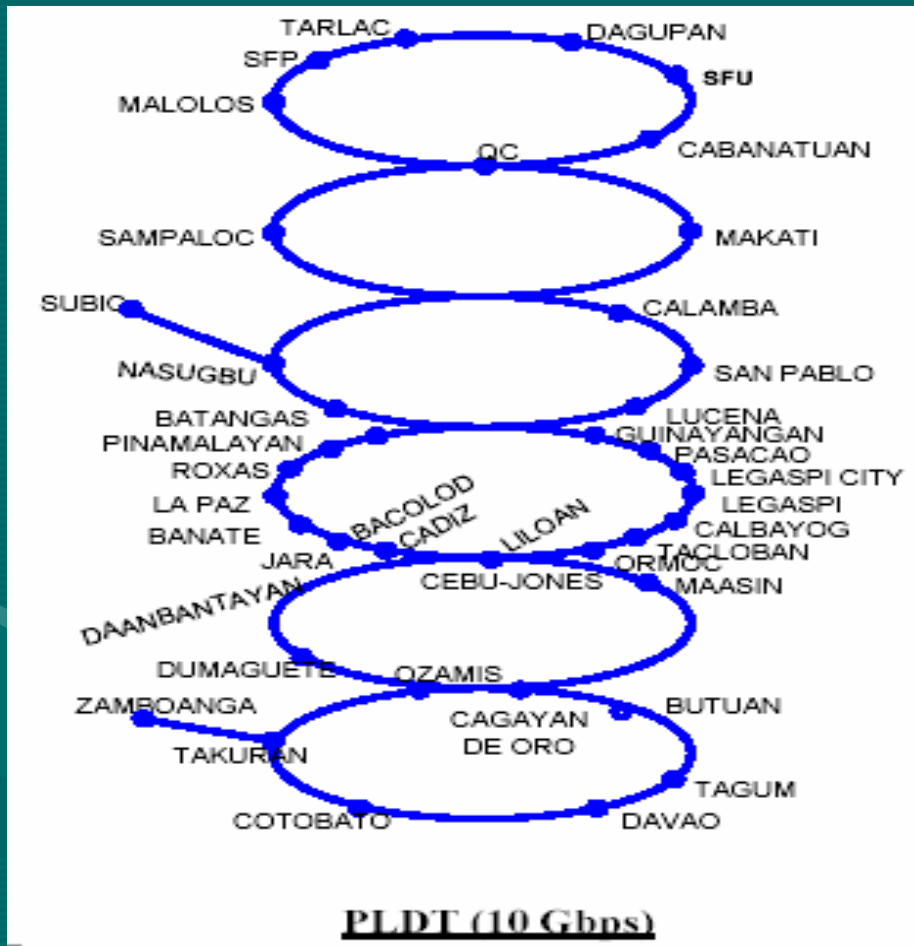 TARLAC
DAGUPAN
SFP
SFU
MALOLOS
CABANATUAN
QC
SAMPALOC
MAKATI
SUBIC
CALAMBA
NASUGBU
SAN PABLO
BATANGAS
LUCENA
GUINAYANGAN
PINAMALAYAN
PASACAO
ROXAS
LEGASPI CITY
LA PAZ
LEGASPI
BACOLOD
BANATE
CADIZ
LILOAN
CALBAYOG
JARA
TACLOBAN
ORMOC
CEBU-JONES
MAASIN
DAANBANTAYAN
DUMAGUETE
OZAMIS
ZAMBOANGA
CAGAYAN
DE ORO
BUTUAN
TAKURAN
TAGUM
COTOBATO
DAVAO
PLDT (10 Gbps)